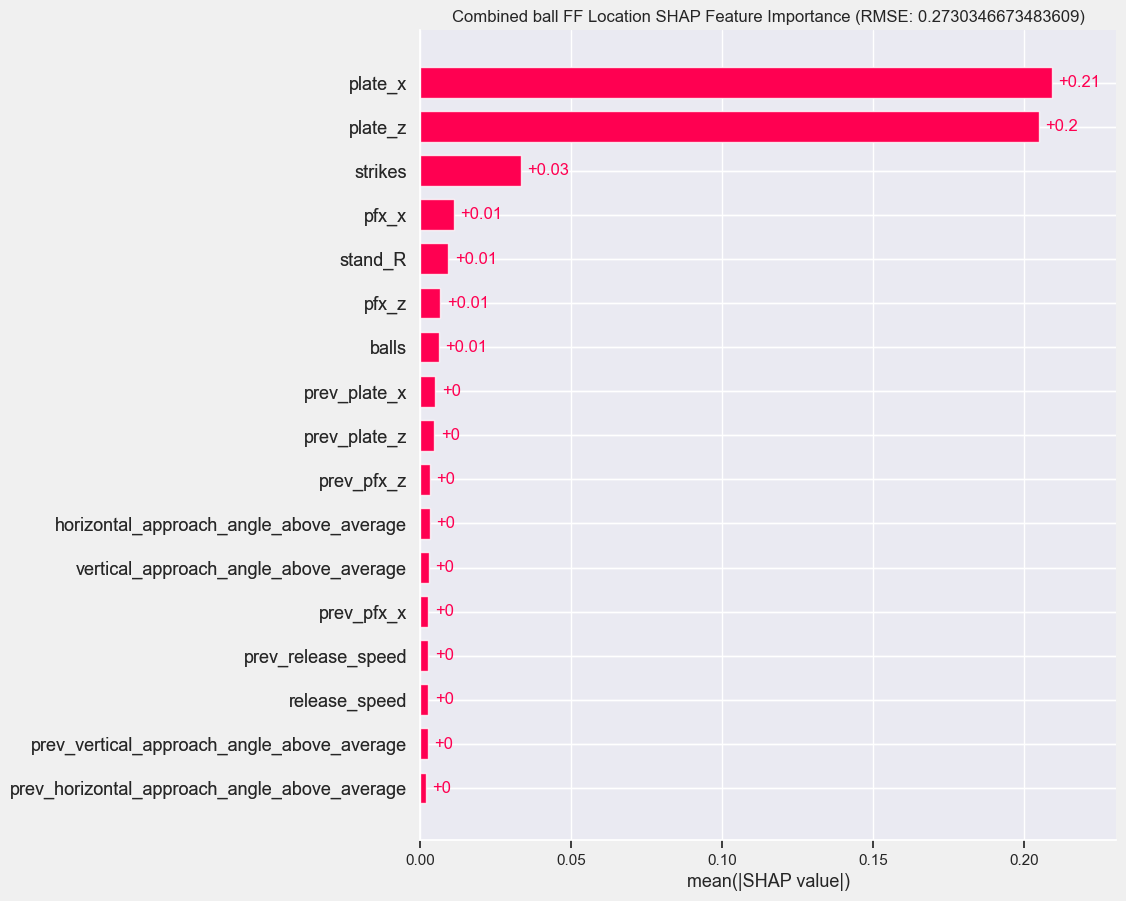 Combined ball FF Location SHAP Feature Importance (RMSE: 0.2730346673483609)
plate_x +0.21
plate_z +0.2
strikes +0.03
pfx_x +0.01
stand_R +0.01
pfx_z +0.01
balls +0.01
prev_plate_x +0
prev_plate_z +0
prev_pfx_z +0
horizontal_approach_angle_above_average +0
vertical_approach_angle_above_average +0
prev_pfx_x +0
prev_release_speed +0
release_speed +0
prev_vertical_approach_angle_above_average +0
prev_horizontal_approach_angle_above_average +0
0.00 0.05 0.10 0.15 0.20
mean(|SHAP value|)